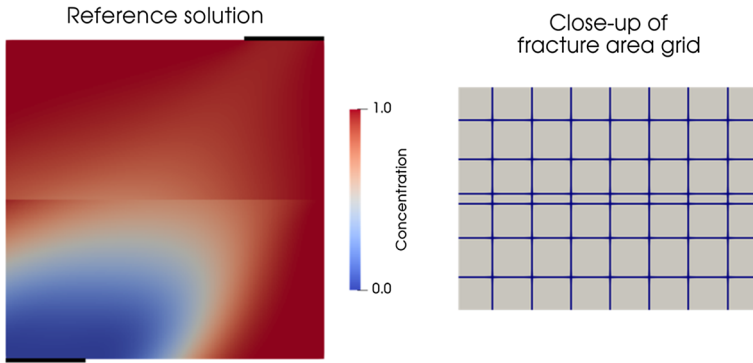 Reference solution
1.0
Concentration
0.0
Close-up of
fracture area grid